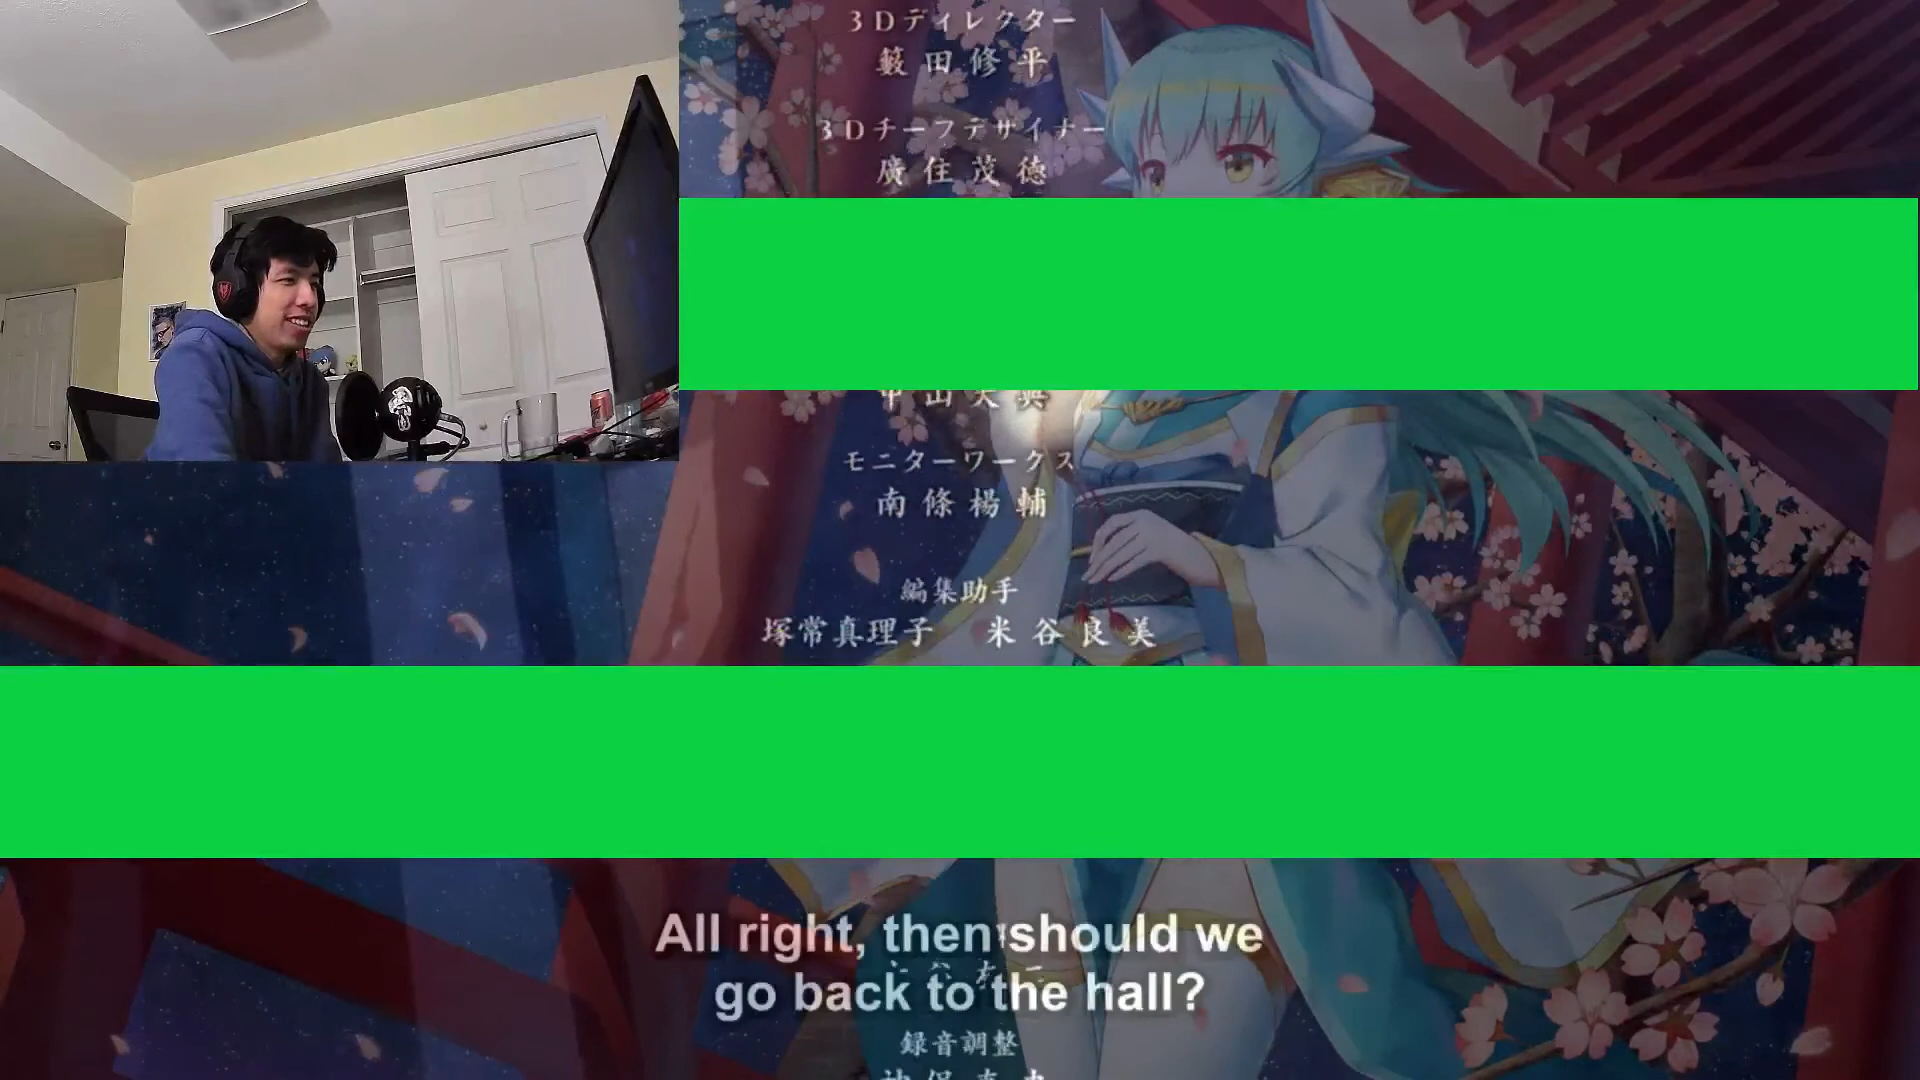 3Dディレクター
籔田修平
3Dチーフデザイナー
廣住茂徳
モニターワークス
南條楊輔
編集助手
塚常真理子 米谷良美
All right, then should we
go back to the hall?
録音調整